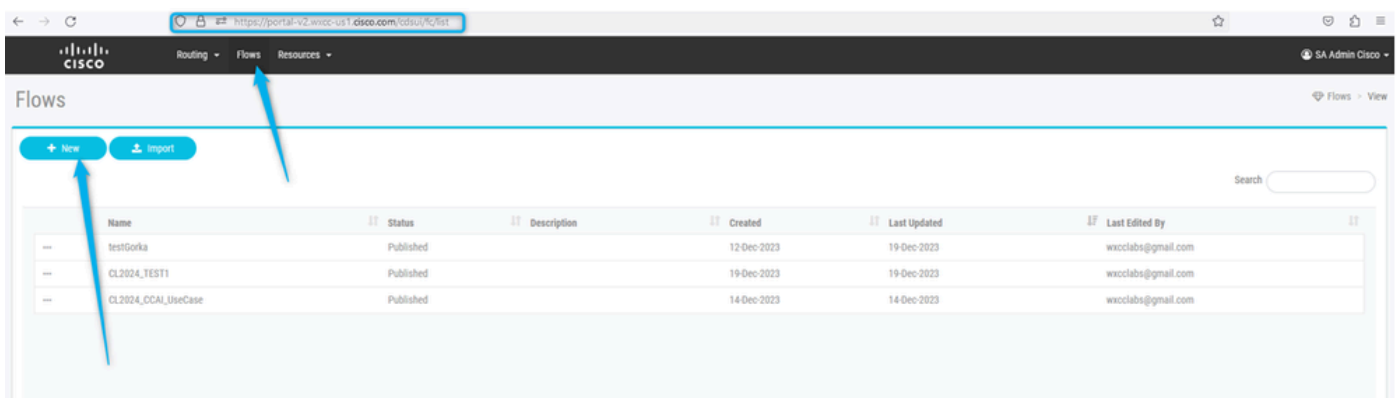 https://portal-v2.wxcc-us1.cisco.com/cdsui/fc/list
CISCO Routing Flows Resources SA Admin Cisco
Flows Flows > View
+ New Import
Search
Name Status Description Created Last Updated Last Edited By
... testGorka Published 12-Dec-2023 19-Dec-2023 wxcclabs@gmail.com
... CL2024_TEST1 Published 19-Dec-2023 19-Dec-2023 wxcclabs@gmail.com
... CL2024_CCAI_UseCase Published 14-Dec-2023 14-Dec-2023 wxcclabs@gmail.com